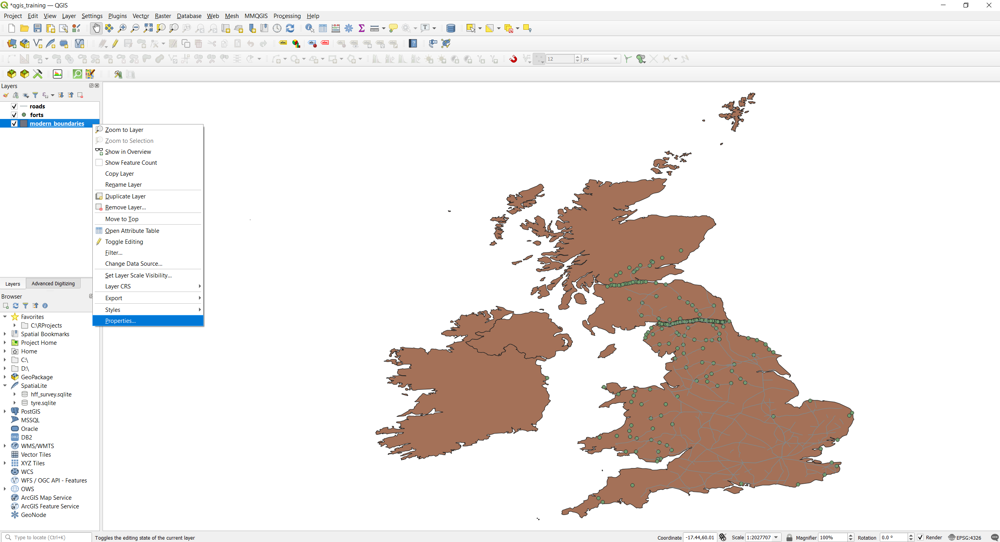 *qgis_training — QGIS
Project Edit View Layer Settings Plugins Vector Raster Database Web Mesh MMQGIS Processing Help
12 px
Layers
roads
forts
modern_boundaries
Zoom to Layer
Zoom to Selection
Show in Overview
Show Feature Count
Copy Layer
Rename Layer
Duplicate Layer
Remove Layer...
Move to Top
Open Attribute Table
Toggle Editing
Filter...
Change Data Source...
Set Layer Scale Visibility...
Layer CRS
Export
Styles
Properties...
Layers Advanced Digitizing
Browser
Favorites
C:\RProjects
Spatial Bookmarks
Project Home
Home
C:\
D:\
GeoPackage
SpatiaLite
hff_survey.sqlite
tyre.sqlite
PostGIS
MSSQL
Oracle
DB2
WMS/WMTS
Vector Tiles
XYZ Tiles
WCS
WFS / OGC API - Features
OWS
ArcGIS Map Service
ArcGIS Feature Service
GeoNode
Type to locate (Ctrl+K) Toggles the editing state of the current layer Coordinate -17.44,60.01 Scale 1:2027707 Magnifier 100% Rotation 0.0 ° Render EPSG:4326